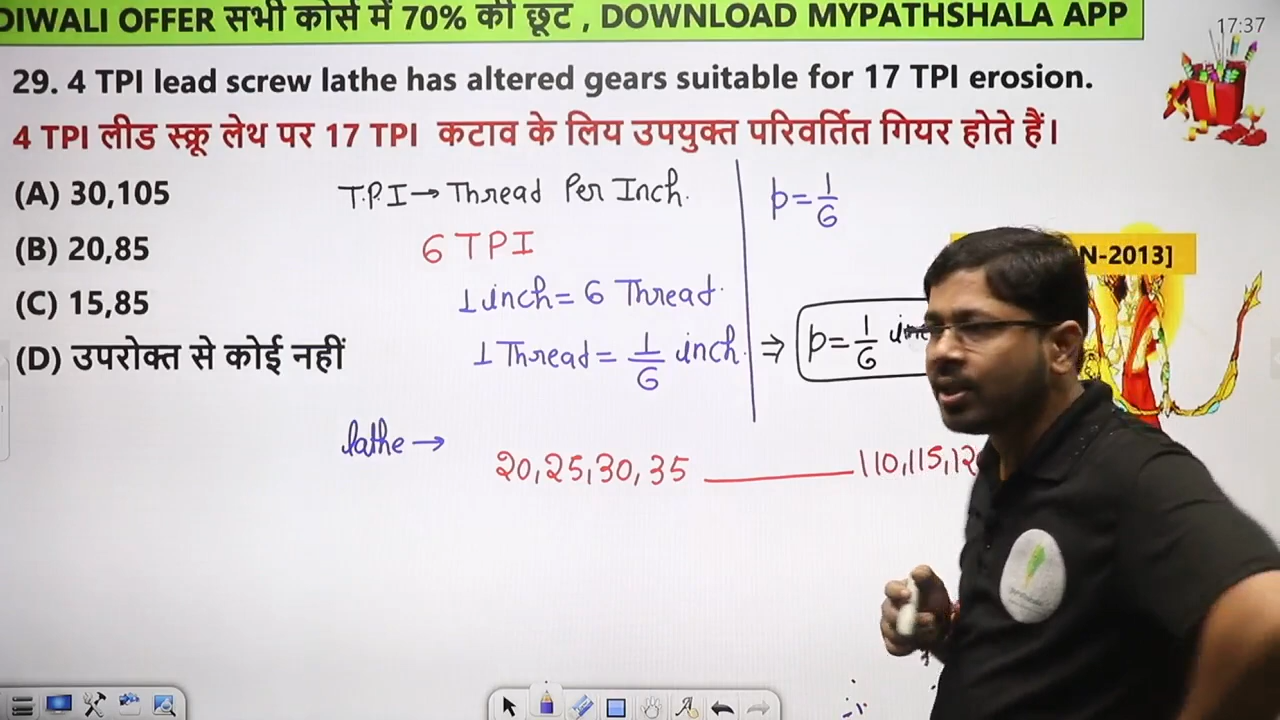 DIWALI OFFER सभी कोर्स में 70% की छूट , DOWNLOAD MYPATHSHALA APP
17:37
29. 4 TPI lead screw lathe has altered gears suitable for 17 TPI erosion.
4 TPI लीड स्क्रू लेथ पर 17 TPI कटाव के लिय उपयुक्त परिवर्तित गियर होते हैं।
(A) 30,105
(B) 20,85
(C) 15,85
(D) उपरोक्त से कोई नहीं
T.P.I → Thread Per Inch.
6 TPI
1 inch = 6 Thread
1 Thread = 1/6 inch. ⇒ p = 1/6
p = 1/6
N-2013]
lathe →
20,25,30,35 ______ 110,115,12